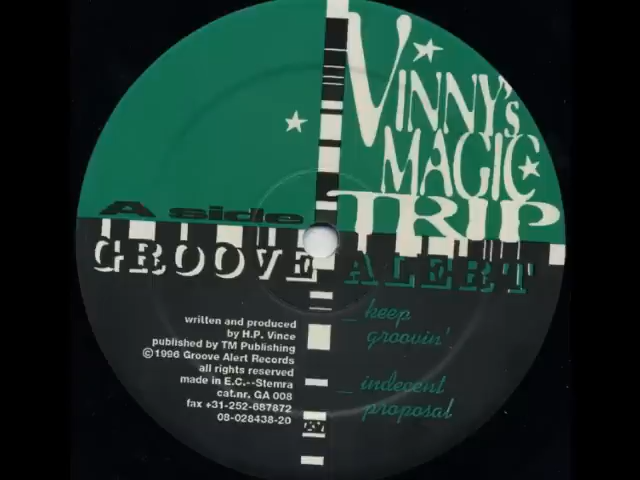 VINNY's
MAGIC
TRIP
A side
GROOVE ALERT
written and produced
by H.P. Vince
published by TM Publishing
©1996 Groove Alert Records
all rights reserved
made in E.C.--Stemra
cat.nr. GA 008
fax +31-252-687872
08-028438-20
_ keep
groovin'
_ indecent
proposal